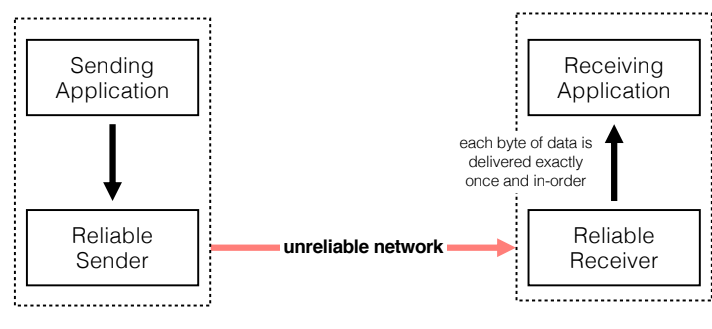 Sending
Application
Receiving
Application
each byte of data is
delivered exactly
once and in-order
Reliable
Sender
unreliable network
Reliable
Receiver